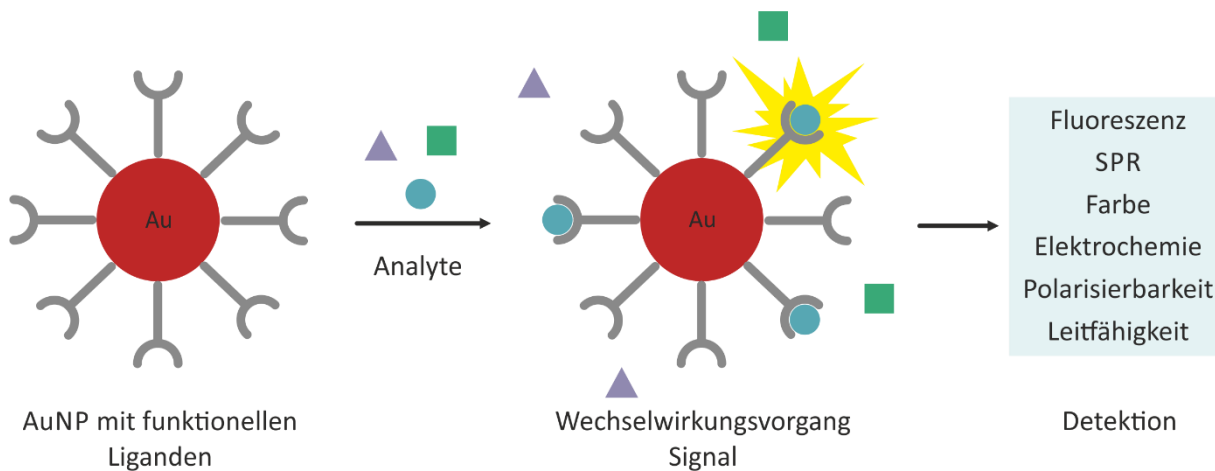 Au
AuNP mit funktionellen
Liganden
Analyte
Au
Wechselwirkungsvorgang
Signal
Fluoreszenz
SPR
Farbe
Elektrochemie
Polarisierbarkeit
Leitfähigkeit
Detektion